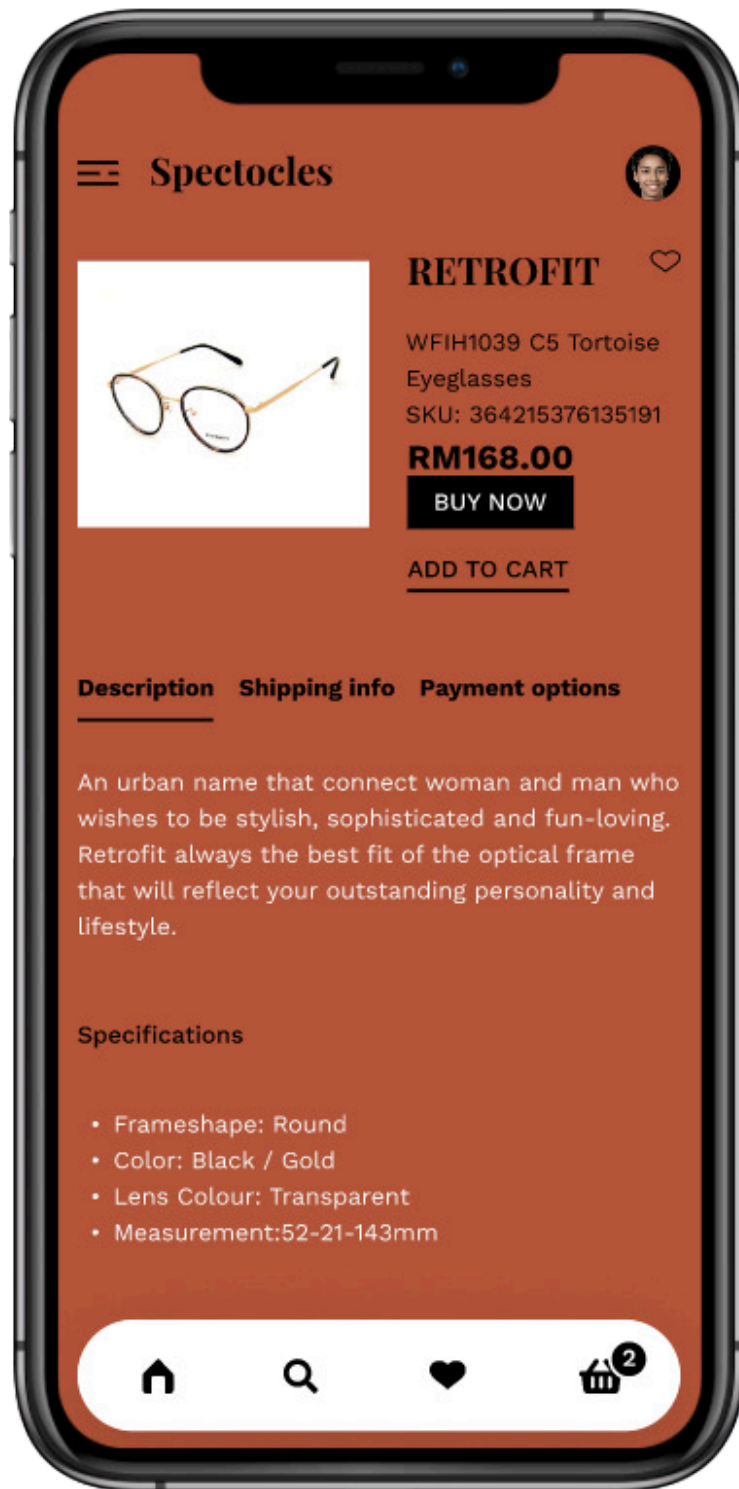 Spectocles
RETROFIT
WFIH1039 C5 Tortoise
Eyeglasses
SKU: 364215376135191
RM168.00
BUY NOW
ADD TO CART
Description Shipping info Payment options
An urban name that connect woman and man who
wishes to be stylish, sophisticated and fun-loving.
Retrofit always the best fit of the optical frame
that will reflect your outstanding personality and
lifestyle.
Specifications
• Frameshape: Round
• Color: Black / Gold
• Lens Colour: Transparent
• Measurement:52-21-143mm
2